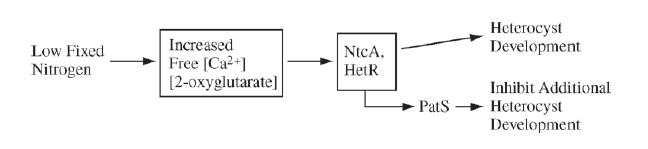 Low Fixed
Nitrogen
Increased
Free [Ca²⁺]
[2-oxyglutarate]
NtcA,
HetR
Heterocyst
Development
PatS
Inhibit Additional
Heterocyst
Development